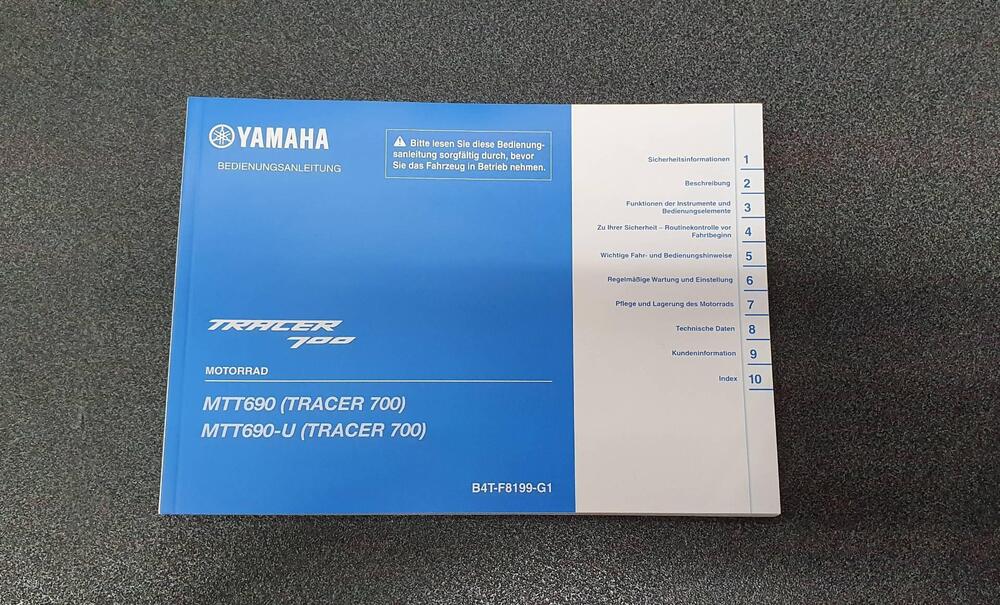 YAMAHA
BEDIENUNGSANLEITUNG
⚠ Bitte lesen Sie diese Bedienung-
sanleitung sorgfältig durch, bevor
Sie das Fahrzeug in Betrieb nehmen.
TRACER
700
MOTORRAD
MTT690 (TRACER 700)
MTT690-U (TRACER 700)
B4T-F8199-G1
Sicherheitsinformationen 1
Beschreibung 2
Funktionen der Instrumente und
Bedienungselemente 3
Zu Ihrer Sicherheit – Routinekontrolle vor
Fahrtbeginn 4
Wichtige Fahr- und Bedienungshinweise 5
Regelmäßige Wartung und Einstellung 6
Pflege und Lagerung des Motorrads 7
Technische Daten 8
Kundeninformation 9
Index 10